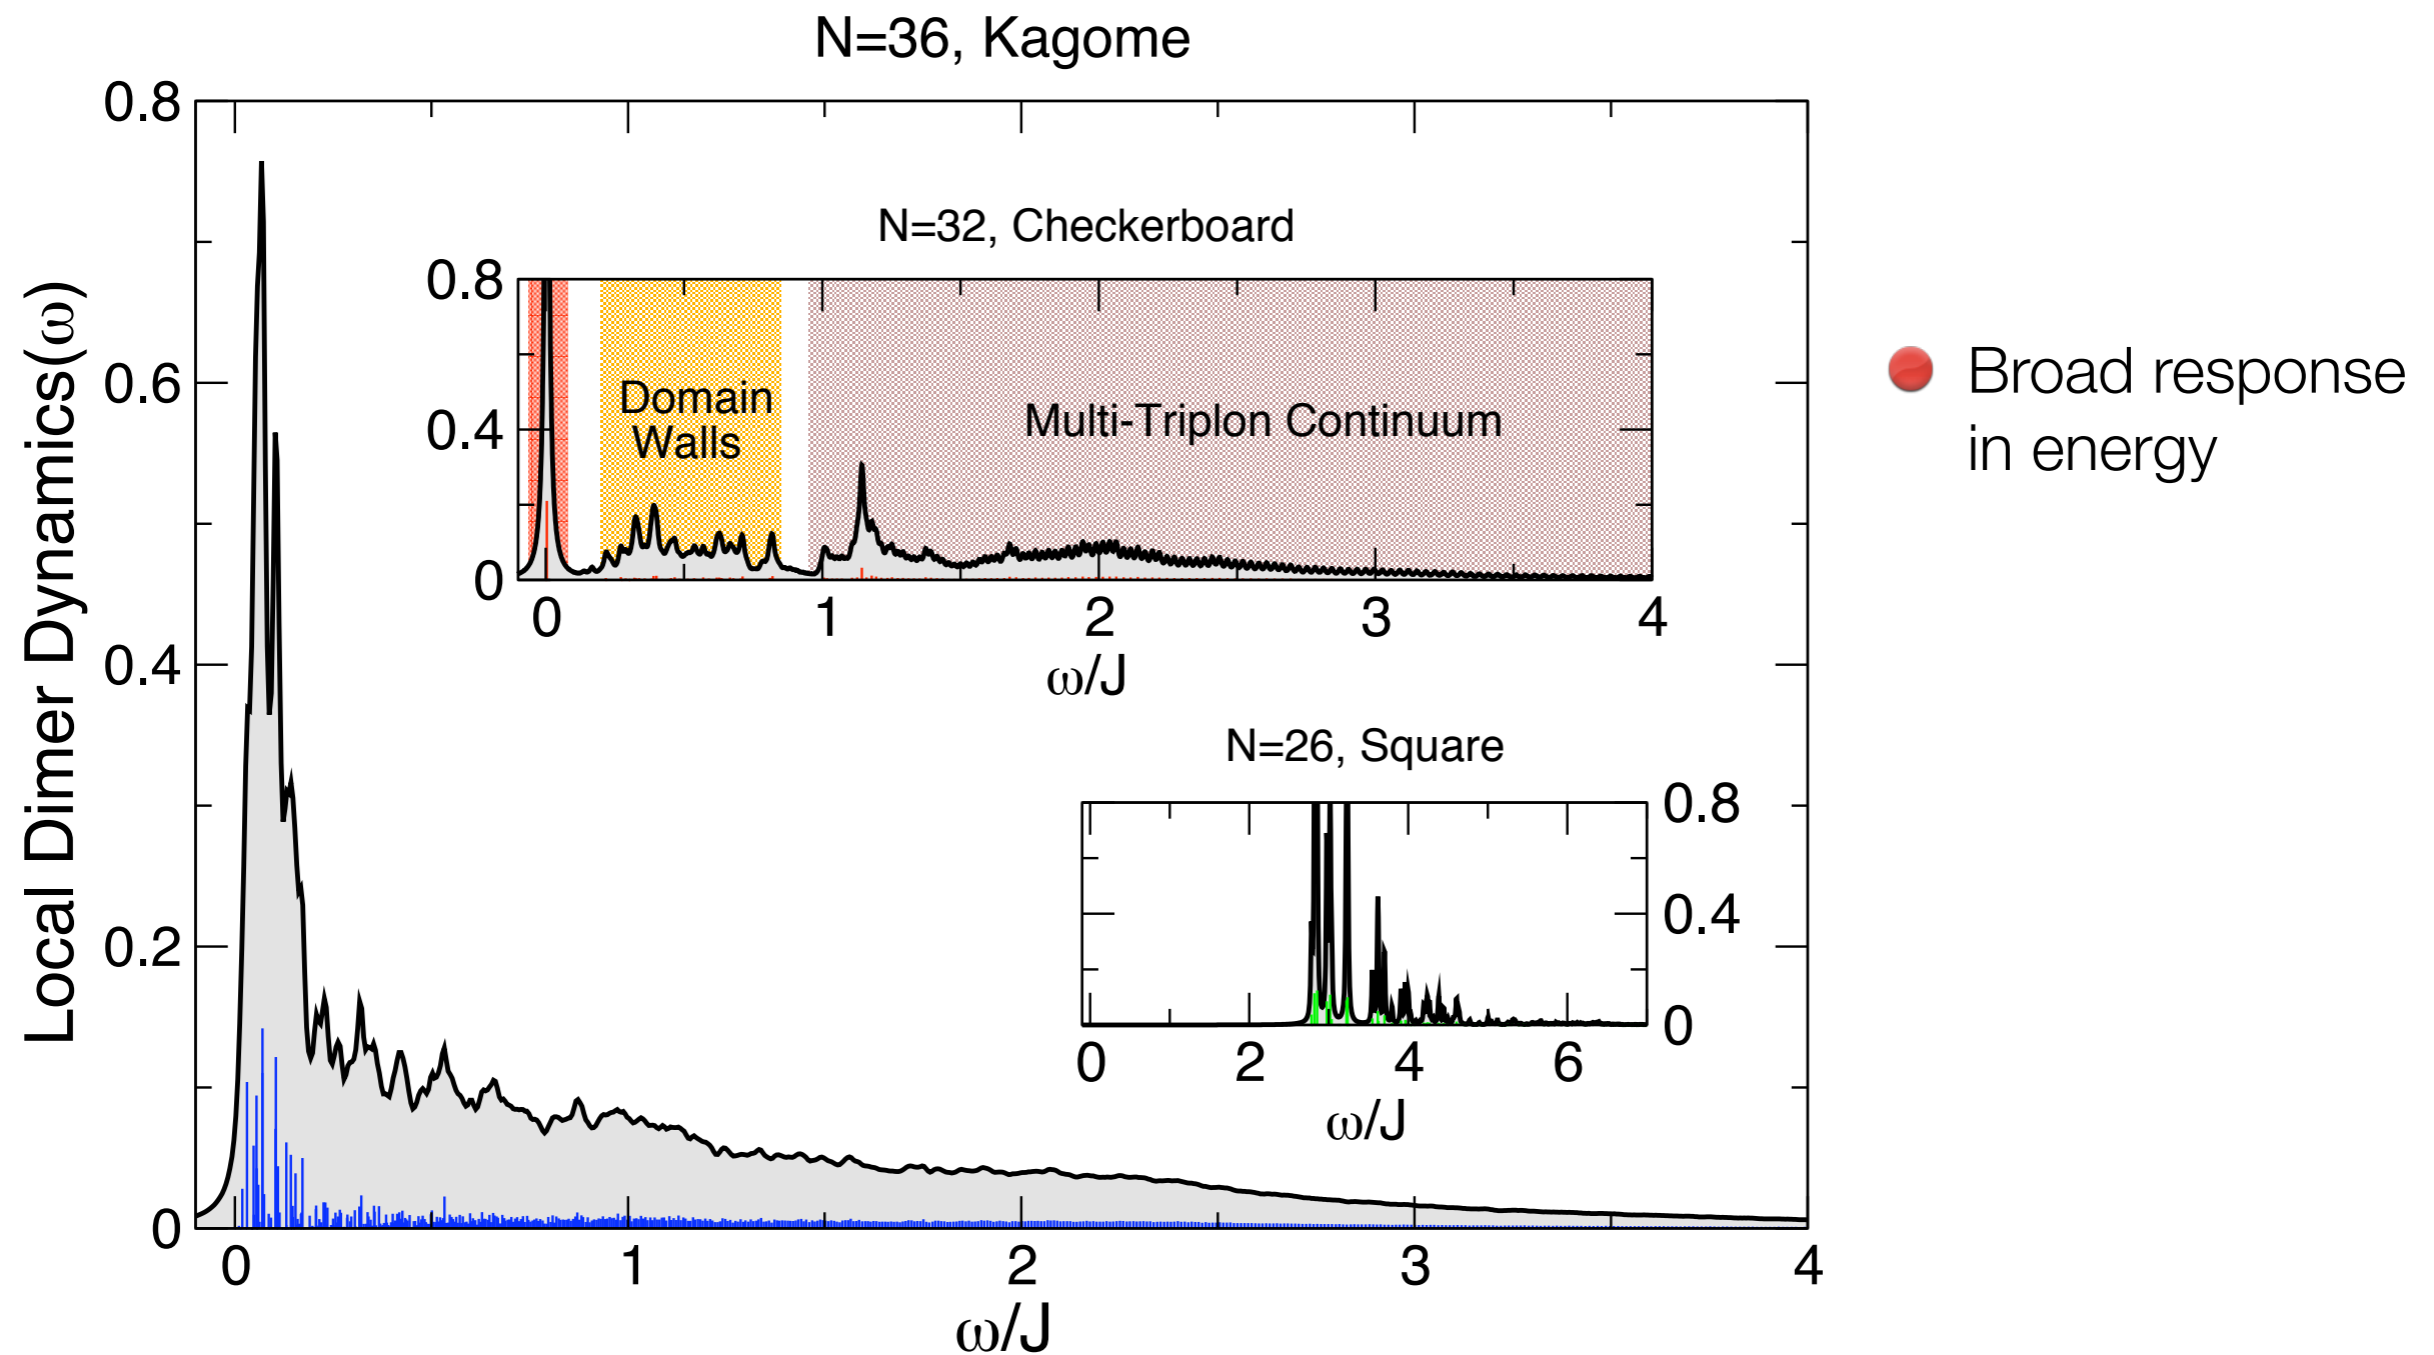 N=36, Kagome
Local Dimer Dynamics(ω)
0.8
0.6
0.4
0.2
0
0 1 2 3 4
ω/J
N=32, Checkerboard
0.8
0.4
0
Domain
Walls
Multi-Triplon Continuum
0 1 2 3 4
ω/J
N=26, Square
0.8
0.4
0
0 2 4 6
ω/J
Broad response
in energy